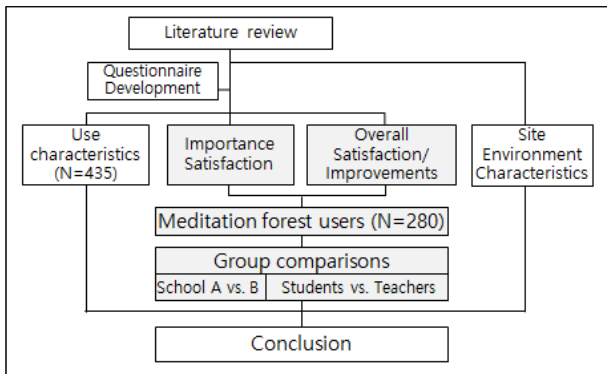 Literature review
Questionnaire
Development
Use
characteristics
(N=435)
Importance
Satisfaction
Overall
Satisfaction/
Improvements
Site
Environment
Characteristics
Meditation forest users (N=280)
Group comparisons
School A vs. B
Students vs. Teachers
Conclusion